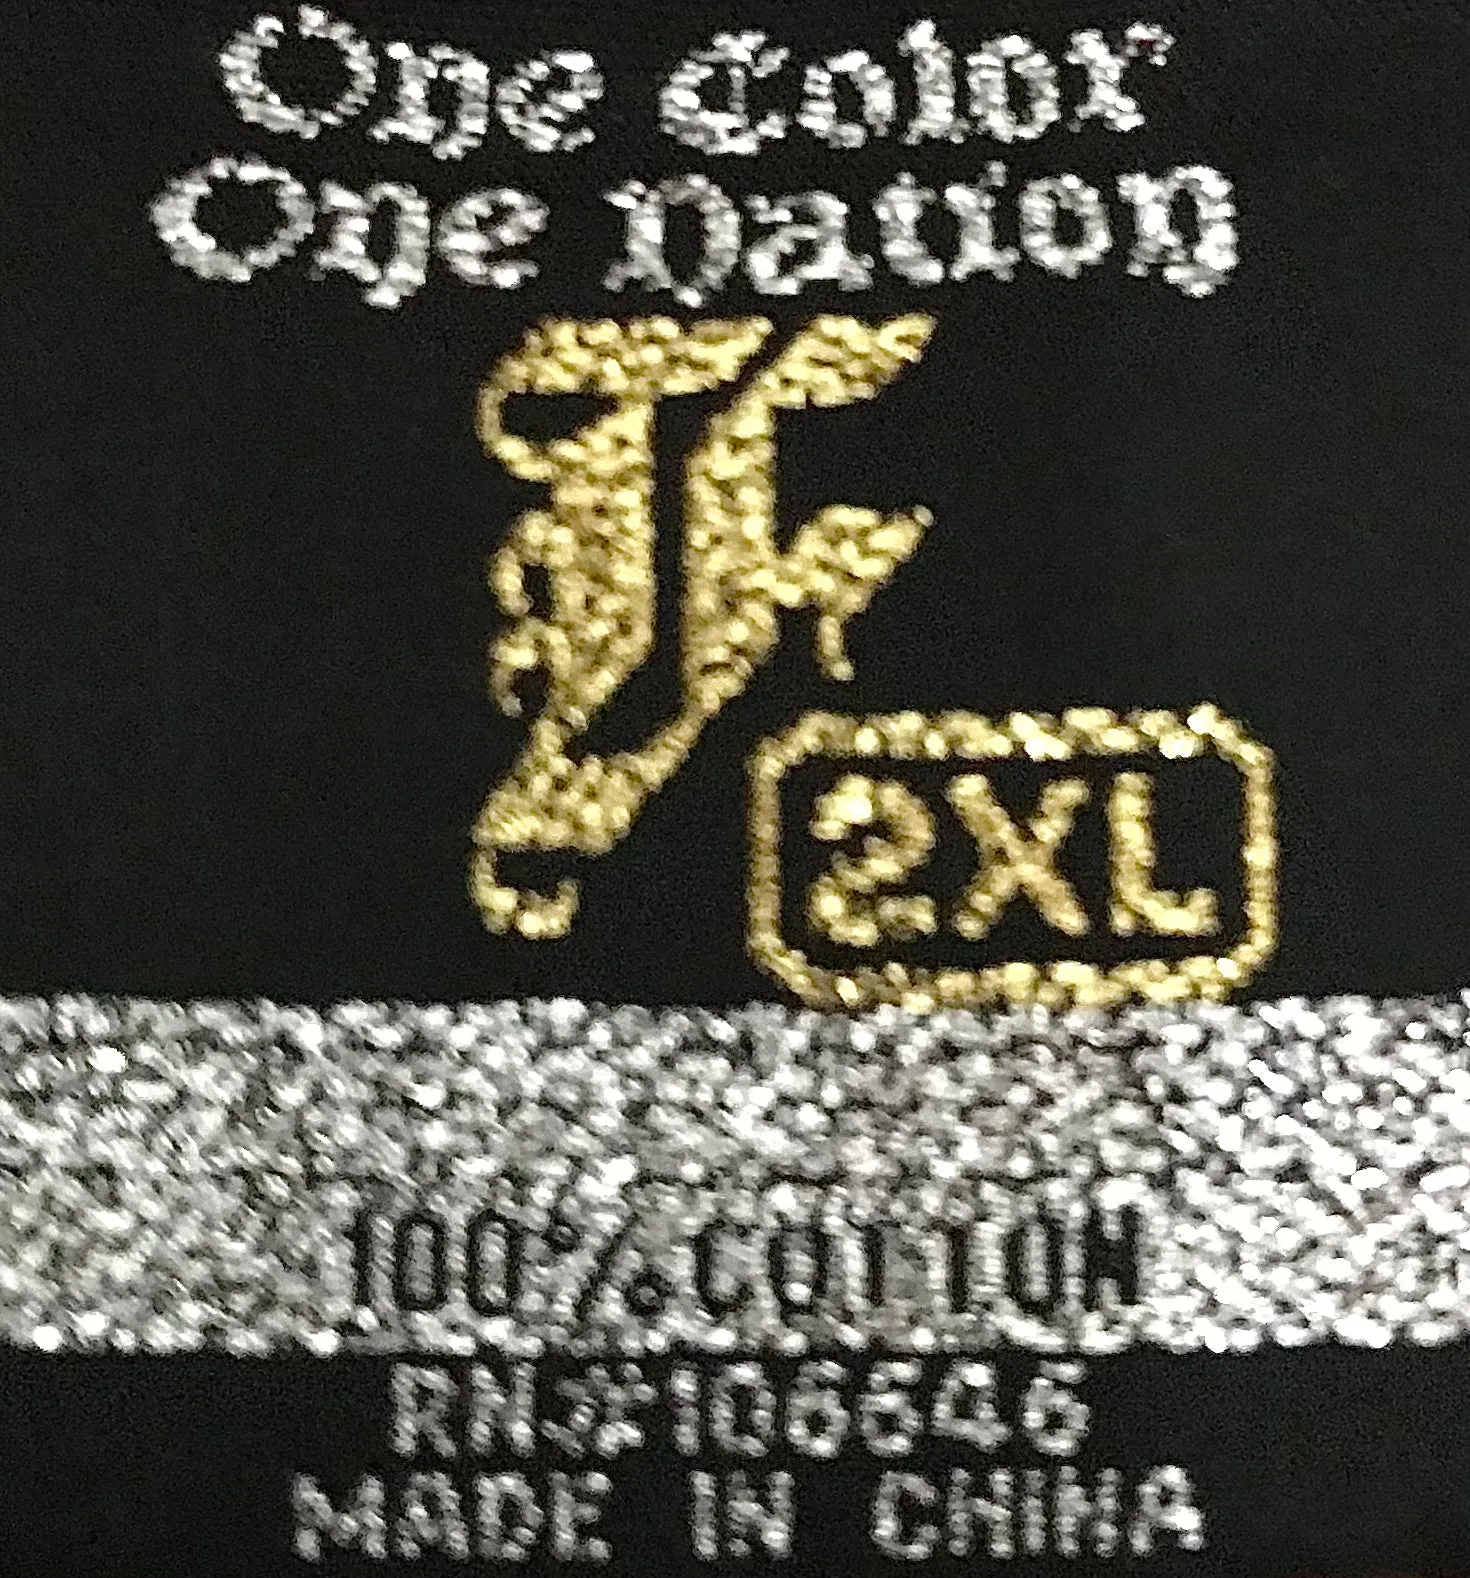 One Color
One Nation
2XL
100% COTTON
RN#106646
MADE IN CHINA